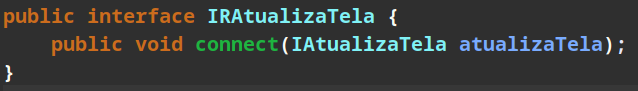 public interface IRAtualizaTela {
    public void connect(IAtualizaTela atualizaTela);
}